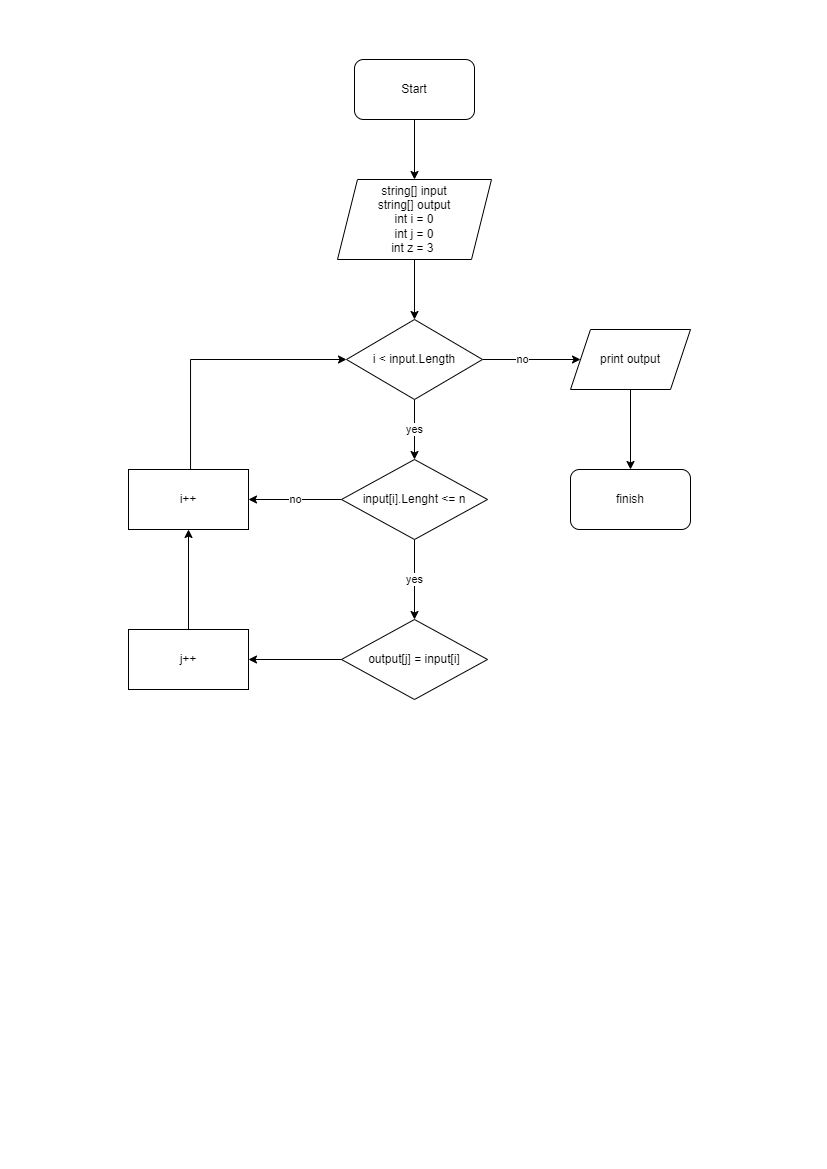 Start
string[] input
string[] output
int i = 0
int j = 0
int z = 3
i < input.Length
no
print output
yes
i++
no
input[i].Lenght <= n
finish
yes
j++
output[j] = input[i]